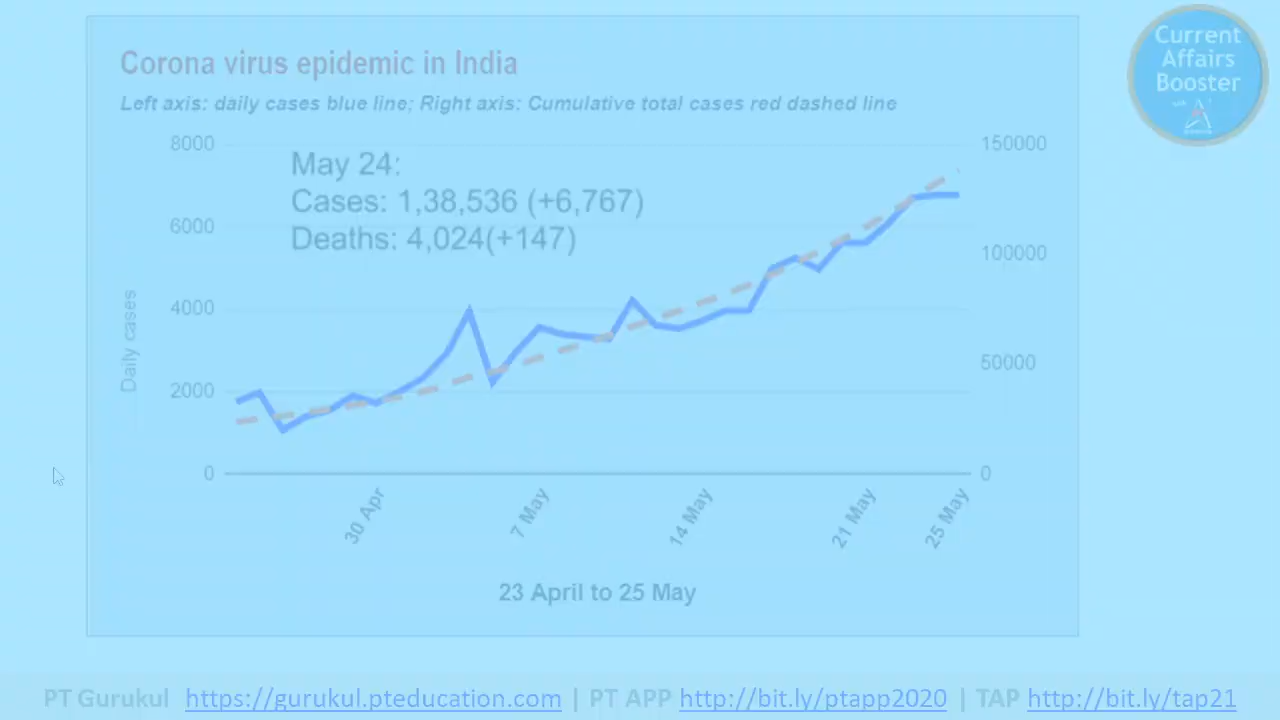 Corona virus epidemic in India
Left axis: daily cases blue line; Right axis: Cumulative total cases red dashed line
Current
Affairs
Booster
8000
150000
May 24:
Cases: 1,38,536 (+6,767)
Deaths: 4,024(+147)
6000
100000
4000
Daily cases
50000
2000
0
0
30 Apr
7 May
14 May
21 May
25 May
23 April to 25 May
PT Gurukul https://gurukul.pteducation.com | PT APP http://bit.ly/ptapp2020 | TAP http://bit.ly/tap21